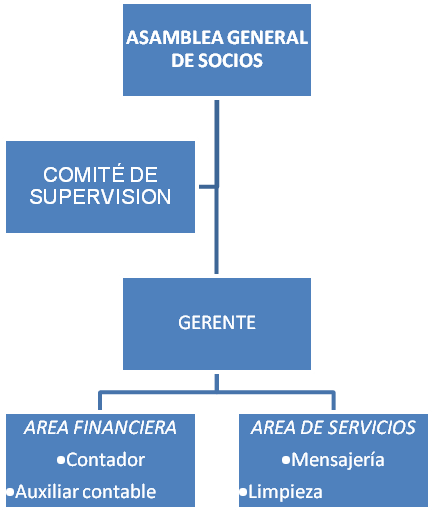 ASAMBLEA GENERAL
DE SOCIOS
COMITÉ DE
SUPERVISION
GERENTE
AREA FINANCIERA
•Contador
•Auxiliar contable
AREA DE SERVICIOS
•Mensajería
•Limpieza